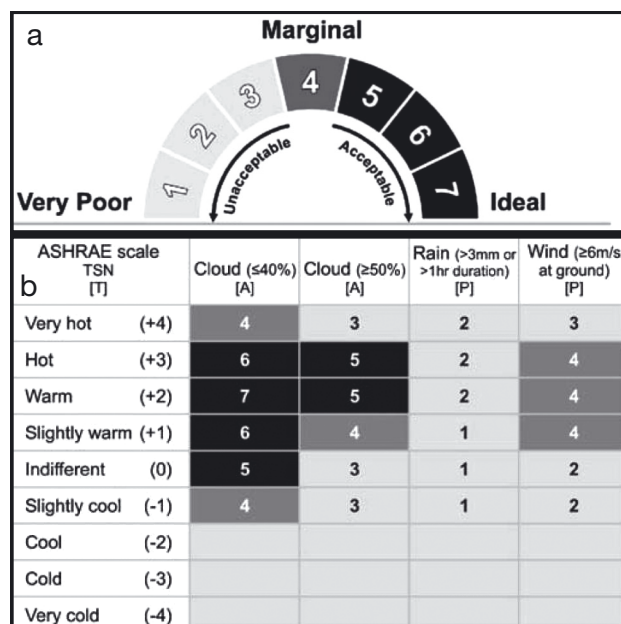 a
Marginal
1 2 3 4 5 6 7
Unacceptable Acceptable
Very Poor Ideal
b
ASHRAE scale
TSN
[T]
Cloud (≤40%)
[A]
Cloud (≥50%)
[A]
Rain (>3mm or
>1hr duration)
[P]
Wind (≥6m/s
at ground)
[P]
Very hot (+4) 4 3 2 3
Hot (+3) 6 5 2 4
Warm (+2) 7 5 2 4
Slightly warm (+1) 6 4 1 4
Indifferent (0) 5 3 1 2
Slightly cool (-1) 4 3 1 2
Cool (-2)
Cold (-3)
Very cold (-4)